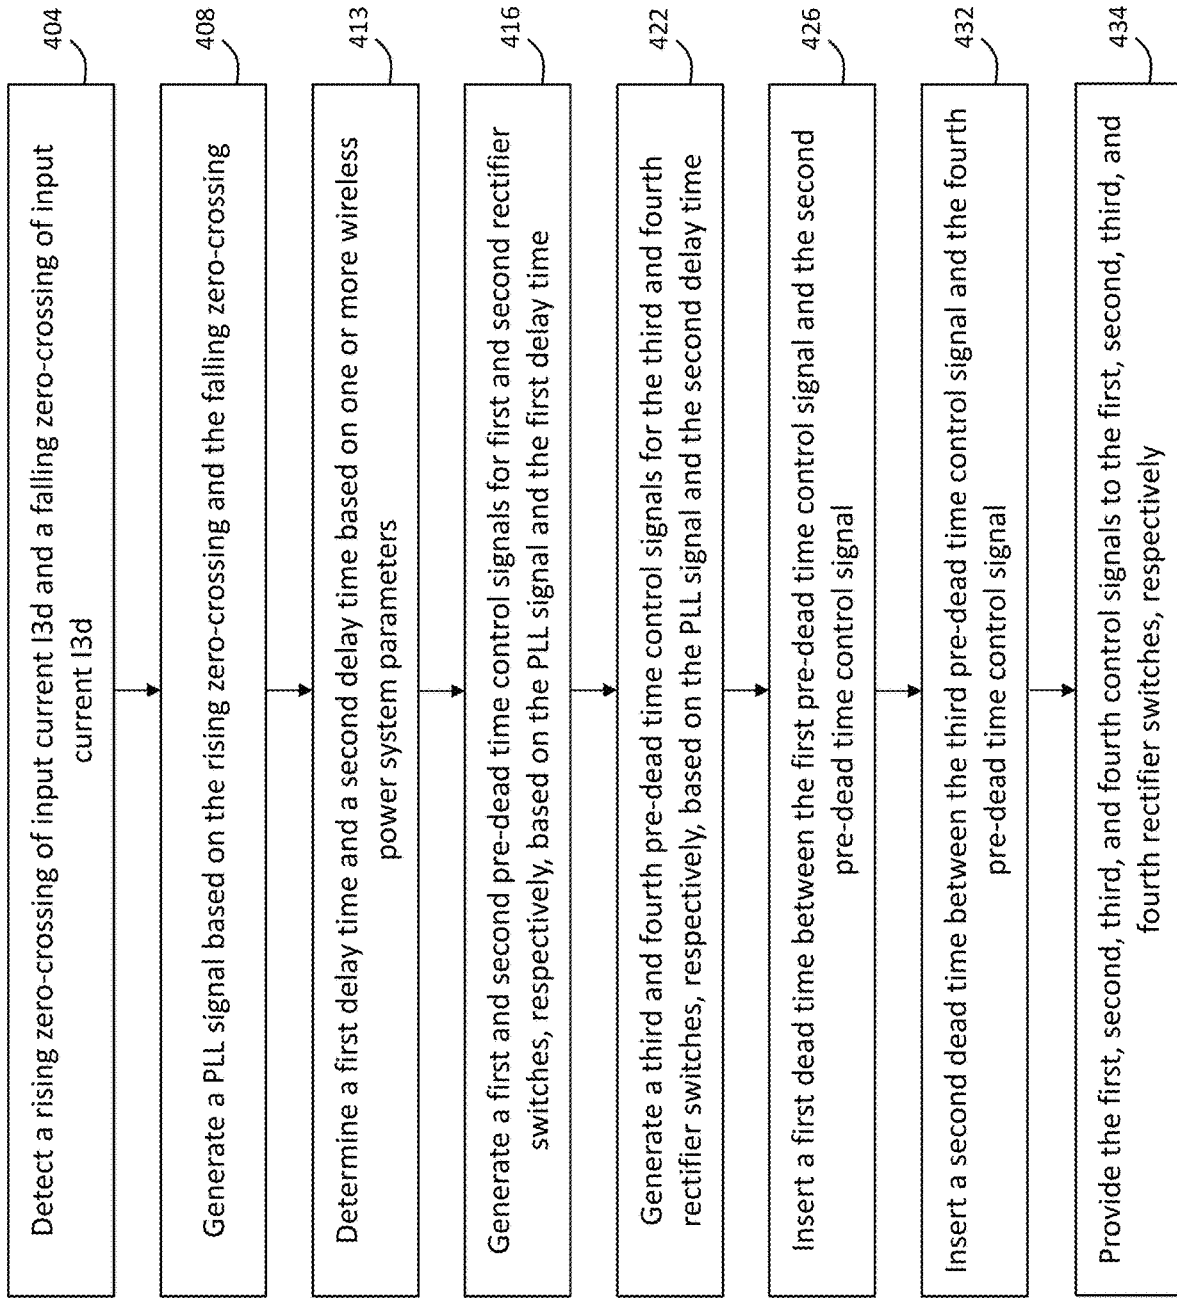 404
Detect a rising zero-crossing of input current I3d and a falling zero-crossing of input
current I3d
408
Generate a PLL signal based on the rising zero-crossing and the falling zero-crossing
413
Determine a first delay time and a second delay time based on one or more wireless
power system parameters
416
Generate a first and second pre-dead time control signals for first and second rectifier
switches, respectively, based on the PLL signal and the first delay time
422
Generate a third and fourth pre-dead time control signals for the third and fourth
rectifier switches, respectively, based on the PLL signal and the second delay time
426
Insert a first dead time between the first pre-dead time control signal and the second
pre-dead time control signal
432
Insert a second dead time between the third pre-dead time control signal and the fourth
pre-dead time control signal
434
Provide the first, second, third, and fourth control signals to the first, second, third, and
fourth rectifier switches, respectively